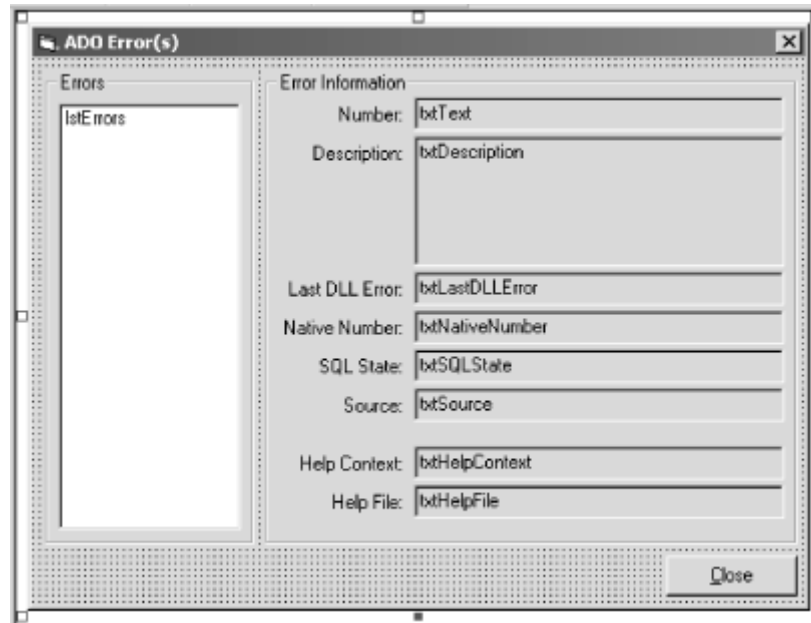 ADO Error(s)
Errors
lstErrors
Error Information
Number: txtText
Description: txtDescription
Last DLL Error: txtLastDLLError
Native Number: txtNativeNumber
SQL State: txtSQLState
Source: txtSource
Help Context: txtHelpContext
Help File: txtHelpFile
Close